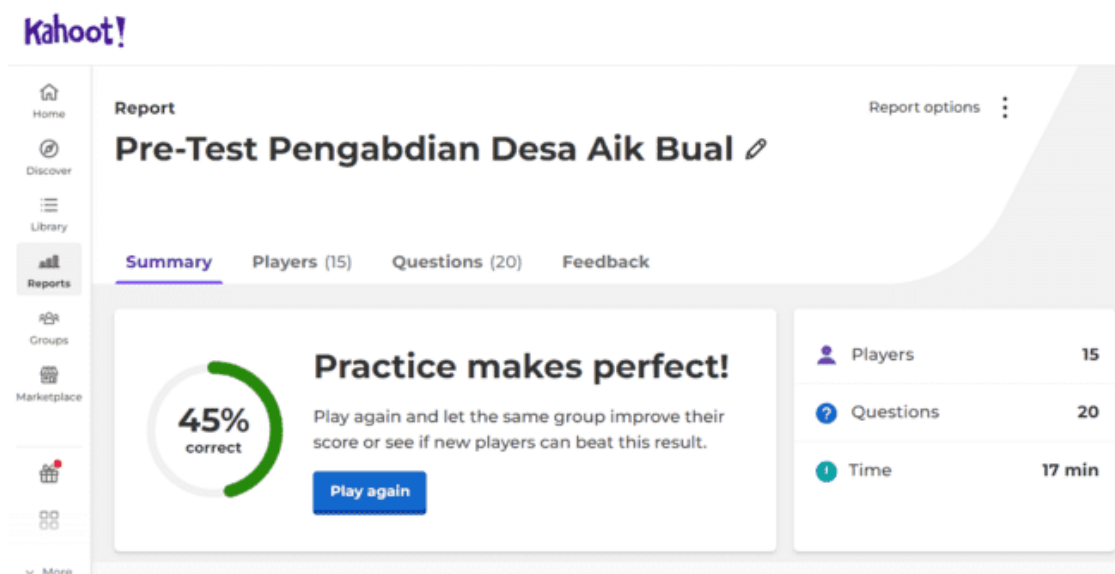 Kahoot!
Home
Discover
Library
Reports
Groups
Marketplace
More
Report
Report options
Pre-Test Pengabdian Desa Aik Bual
Summary
Players (15)
Questions (20)
Feedback
45%
correct
Practice makes perfect!
Play again and let the same group improve their
score or see if new players can beat this result.
Play again
Players 15
Questions 20
Time 17 min